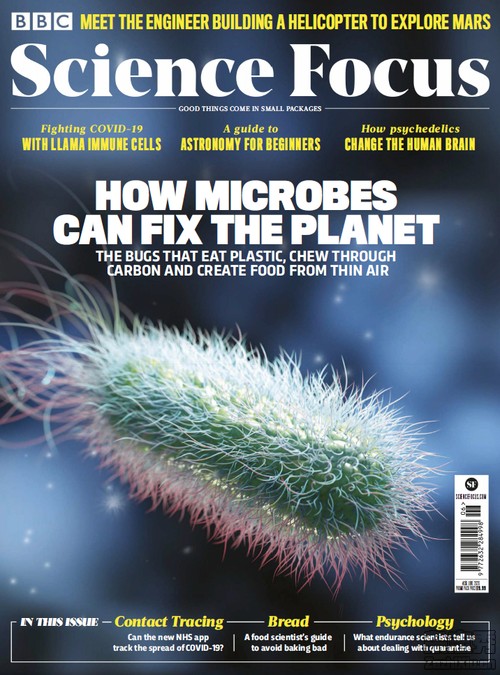 BBC MEET THE ENGINEER BUILDING A HELICOPTER TO EXPLORE MARS
Science Focus
GOOD THINGS COME IN SMALL PACKAGES
Fighting COVID-19
WITH LLAMA IMMUNE CELLS
A guide to
ASTRONOMY FOR BEGINNERS
How psychedelics
CHANGE THE HUMAN BRAIN
HOW MICROBES
CAN FIX THE PLANET
THE BUGS THAT EAT PLASTIC, CHEW THROUGH
CARBON AND CREATE FOOD FROM THIN AIR
SF
SCIENCEFOCUS.COM
06>
9 772632 284998
IN THIS ISSUE
Contact Tracing
Can the new NHS app
track the spread of COVID-19?
Bread
A food scientist's guide
to avoid baking bad
Psychology
What endurance scientists tell us
about dealing with quarantine